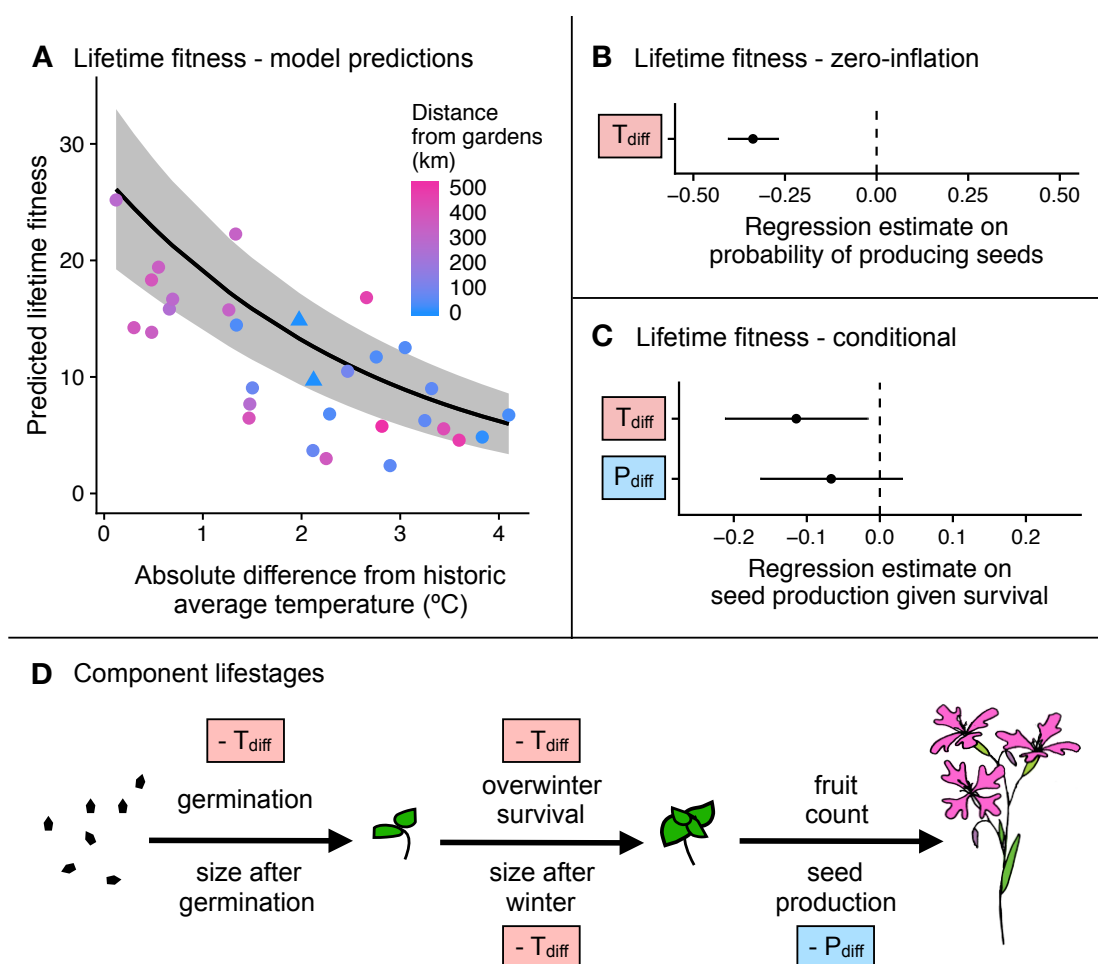 A Lifetime fitness - model predictions
Predicted lifetime fitness
30
20
10
0
0 1 2 3 4
Absolute difference from historic
average temperature (ºC)
Distance
from gardens
(km)
500
400
300
200
100
0
B Lifetime fitness - zero-inflation
Tdiff
−0.50 −0.25 0.00 0.25 0.50
Regression estimate on
probability of producing seeds
C Lifetime fitness - conditional
Tdiff
Pdiff
−0.2 −0.1 0.0 0.1 0.2
Regression estimate on
seed production given survival
D Component lifestages
- Tdiff
germination
size after
germination
- Tdiff
overwinter
survival
size after
winter
- Tdiff
fruit
count
seed
production
- Pdiff